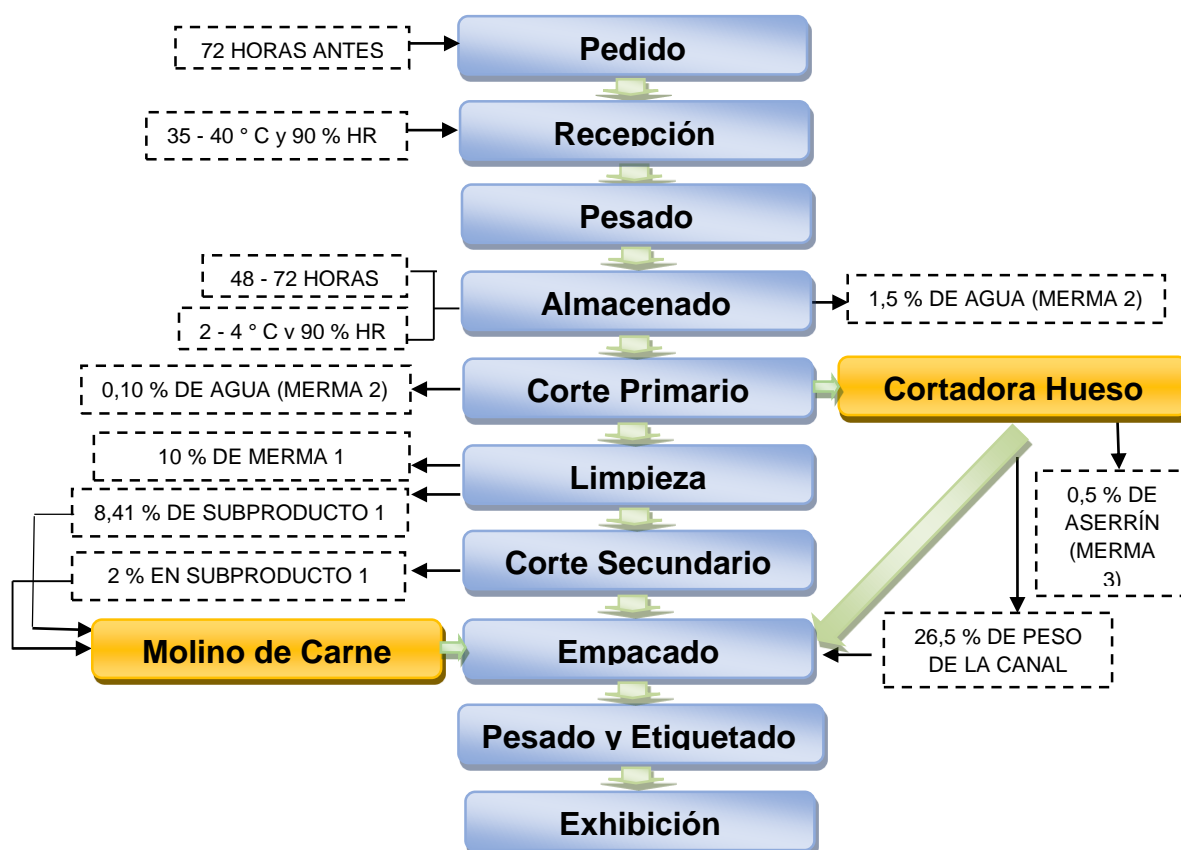 72 HORAS ANTES
Pedido
35 - 40 ° C y 90 % HR
Recepción
Pesado
48 - 72 HORAS
2 - 4 ° C v 90 % HR
Almacenado
1,5 % DE AGUA (MERMA 2)
0,10 % DE AGUA (MERMA 2)
Corte Primario
Cortadora Hueso
10 % DE MERMA 1
Limpieza
8,41 % DE SUBPRODUCTO 1
0,5 % DE
ASERRÍN
(MERMA
3)
2 % EN SUBPRODUCTO 1
Corte Secundario
Molino de Carne
Empacado
26,5 % DE PESO
DE LA CANAL
Pesado y Etiquetado
Exhibición